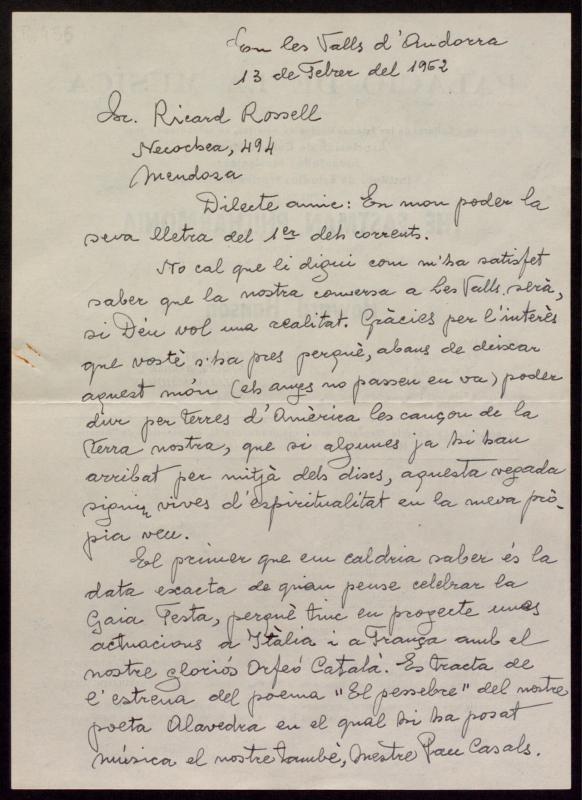 Les Valls d'Andorra
13 de Febrer del 1962
Sr. Ricard Rossell
Necochea, 494
Mendoza
Dilecte amic: En mon poder la
seva lletra del 1er dels corrents.
No cal que li digui com m'ha satisfet
saber que la nostra conversa a Les Valls, serà,
si Déu vol una realitat. Gràcies per l'interès
que vostè s'ha pres perquè, abans de deixar
aquest món (els anys no passen en va) poder
dur per terres d'Amèrica les cançon de la
terra nostra, que si algunes ja hi han
arribat per mitjà dels discs, aquesta vegada
siguin vives d'espiritualitat en la meva prò-
pia veu.
El primer que em caldria saber és la
data exacta de quan pense celebrar la
Gaia Festa, perquè tinc en progecte unes
actuacions a Itàlia i a França amb el
nostre gloriós Orfeó Català. Es tracta de
l'estrena del poema "El pessebre" del nostre
poeta Alavedra en el qual hi ha posat
música el nostre també, Mestre Pau Casals.